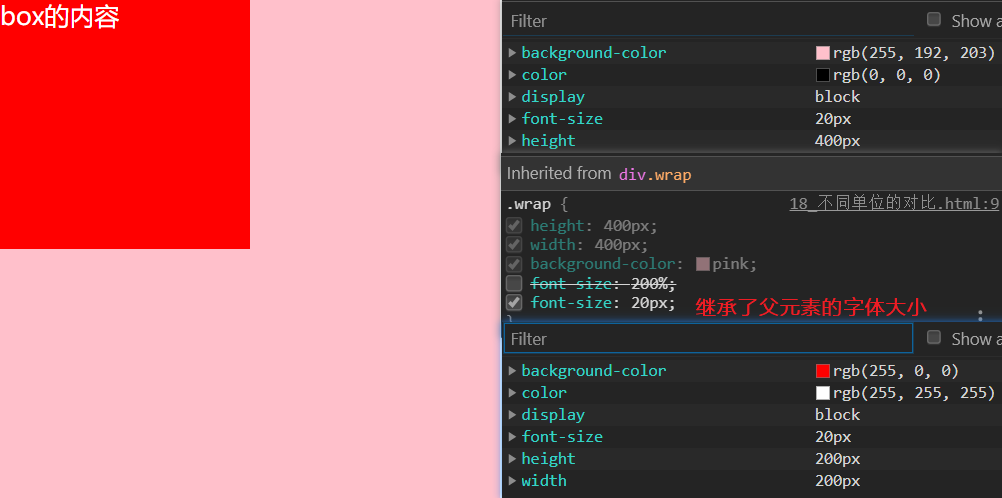 box的内容
Filter
Show a
background-color rgb(255, 192, 203)
color rgb(0, 0, 0)
display block
font-size 20px
height 400px
Inherited from div.wrap
.wrap { 18_不同单位的对比.html:9
height: 400px;
width: 400px;
background-color: pink;
font-size: 200%;
font-size: 20px; 继承了父元素的字体大小
}
Filter
Show a
background-color rgb(255, 0, 0)
color rgb(255, 255, 255)
display block
font-size 20px
height 200px
width 200px